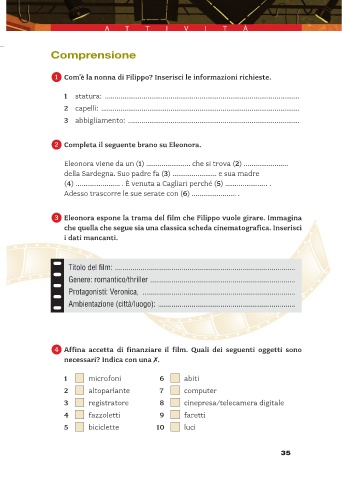 ATTIVITÀ
Comprensione
1 Com'è la nonna di Filippo? Inserisci le informazioni richieste.
1 statura: ..........
2 capelli: ..........
3 abbigliamento: ..........
2 Completa il seguente brano su Eleonora.
Eleonora viene da un (1) .......... che si trova (2) ..........
della Sardegna. Suo padre fa (3) .......... e sua madre
(4) .......... . È venuta a Cagliari perché (5) .......... .
Adesso trascorre le sue serate con (6) .......... .
3 Eleonora espone la trama del film che Filippo vuole girare. Immagina
che quella che segue sia una classica scheda cinematografica. Inserisci
i dati mancanti.
Titolo del film: ..........
Genere: romantico/thriller ..........
Protagonisti: Veronica, ..........
Ambientazione (città/luogo): ..........
4 Affina accetta di finanziare il film. Quali dei seguenti oggetti sono
necessari? Indica con una ✗.
1 microfoni 6 abiti
2 altoparlante 7 computer
3 registratore 8 cinepresa/telecamera digitale
4 fazzoletti 9 faretti
5 biciclette 10 luci
35